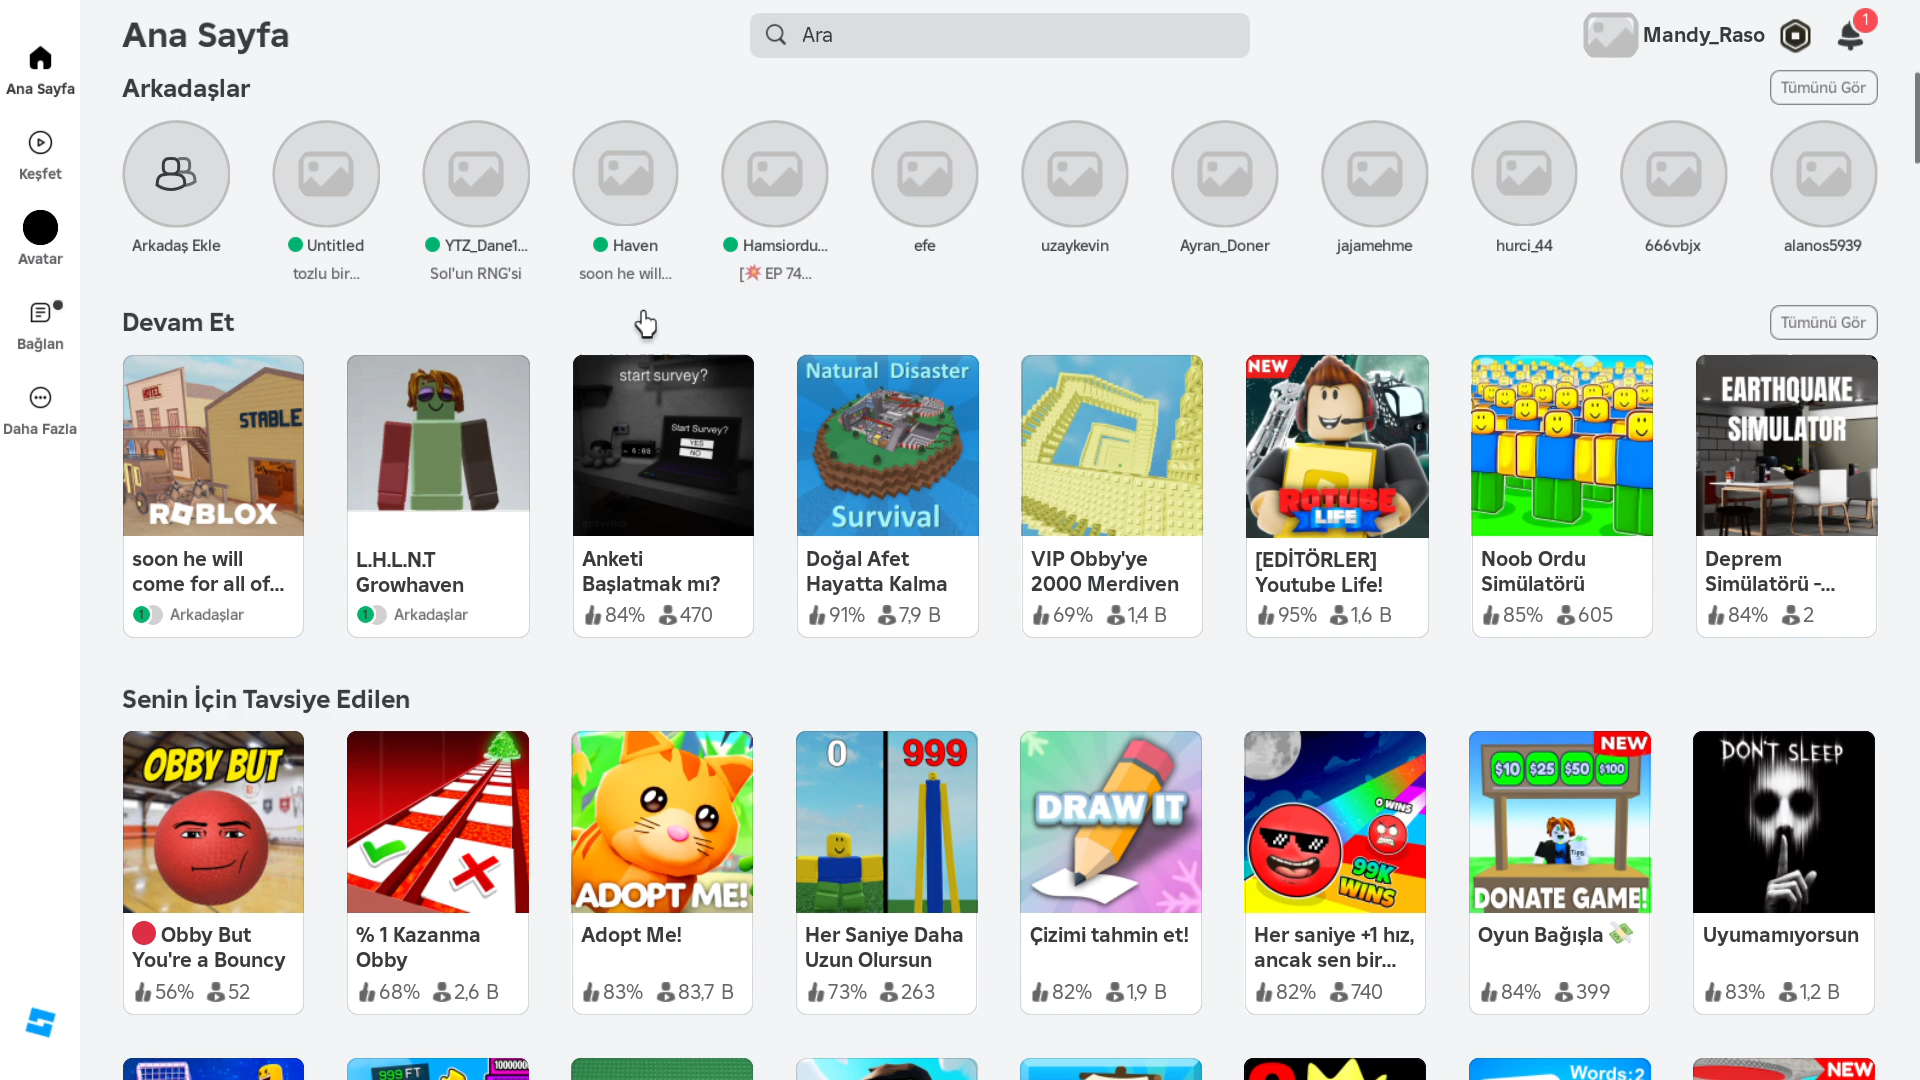 Ana Sayfa
Ara
Mandy_Raso
1
Ana Sayfa
Keşfet
Avatar
Bağlan
Daha Fazla
Arkadaşlar
Tümünü Gör
Arkadaş Ekle
Untitled
tozlu bir...
YTZ_Dane1...
Sol'un RNG'si
Haven
soon he will...
Hamsiordu...
[💥 EP 74...
efe
uzaykevin
Ayran_Doner
jajamehme
hurci_44
666vbjx
alanos5939
Devam Et
Tümünü Gör
HOTEL
STABLE
ROBLOX
soon he will
come for all of...
1 Arkadaşlar
L.H.L.N.T
Growhaven
1 Arkadaşlar
start survey?
Start Survey?
YES
NO
6:08
Anketi
Başlatmak mı?
84% 470
Natural Disaster
Survival
Doğal Afet
Hayatta Kalma
91% 7,9 B
VIP Obby'ye
2000 Merdiven
69% 1,4 B
NEW
ROTUBE
LIFE
[EDİTÖRLER]
Youtube Life!
95% 1,6 B
Noob Ordu
Simülatörü
85% 605
EARTHQUAKE
SIMULATOR
Deprem
Simülatörü -...
84% 2
Senin İçin Tavsiye Edilen
OBBY BUT
🔴 Obby But
You're a Bouncy
56% 52
% 1 Kazanma
Obby
68% 2,6 B
ADOPT ME!
Adopt Me!
83% 83,7 B
0
999
Her Saniye Daha
Uzun Olursun
73% 263
DRAW IT
Çizimi tahmin et!
82% 1,9 B
0 WINS
99K
WINS
Her saniye +1 hız,
ancak sen bir...
82% 740
NEW
$10 $25 $50 $100
TIPS
DONATE GAME!
Oyun Bağışla 💸
84% 399
DON'T SLEEP
Uyumamıyorsun
83% 1,2 B
999 FT
Words:2
NEW